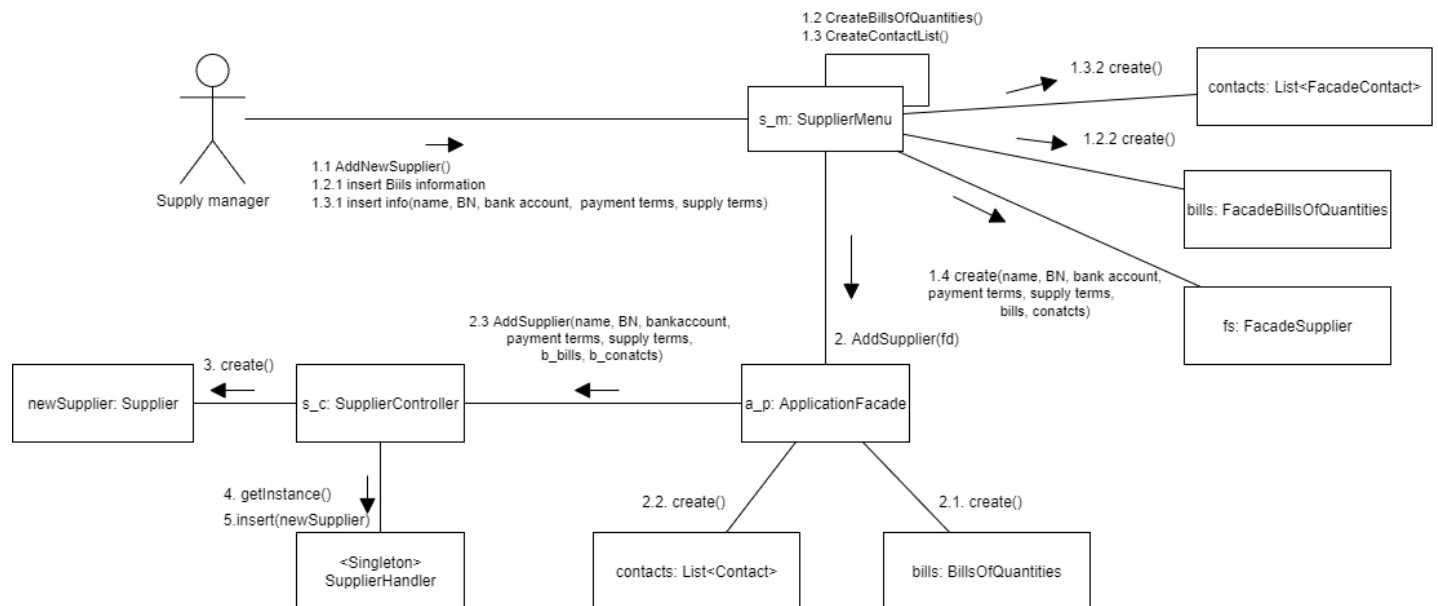 1.2 CreateBillsOfQuantities()
1.3 CreateContactList()
1.3.2 create()
contacts: List<FacadeContact>
s_m: SupplierMenu
1.2.2 create()
1.1 AddNewSupplier()
1.2.1 insert Biils information
1.3.1 insert info(name, BN, bank account, payment terms, supply terms)
Supply manager
bills: FacadeBillsOfQuantities
1.4 create(name, BN, bank account,
payment terms, supply terms,
bills, conatcts)
fs: FacadeSupplier
2.3 AddSupplier(name, BN, bankaccount,
payment terms, supply terms,
b_bills, b_conatcts)
2. AddSupplier(fd)
3. create()
newSupplier: Supplier
s_c: SupplierController
a_p: ApplicationFacade
4. getInstance()
5.insert(newSupplier)
2.2. create()
2.1. create()
<Singleton>
SupplierHandler
contacts: List<Contact>
bills: BillsOfQuantities